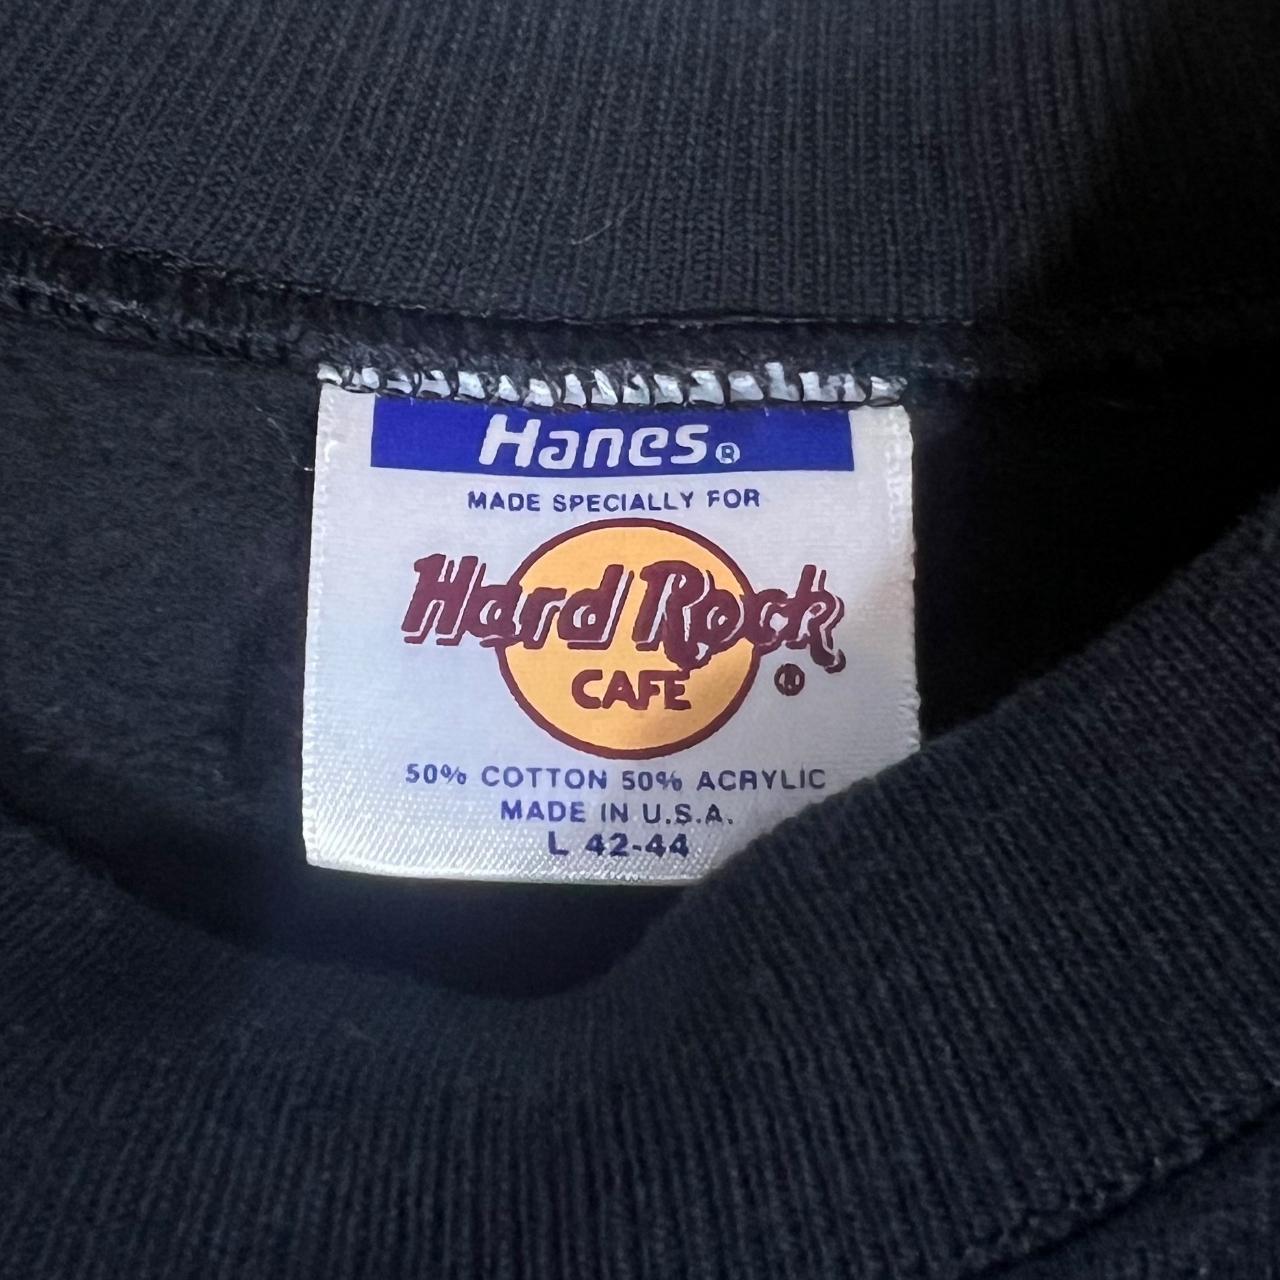 Hanes®
MADE SPECIALLY FOR
Hard Rock
CAFE ®
50% COTTON 50% ACRYLIC
MADE IN U.S.A.
L 42-44